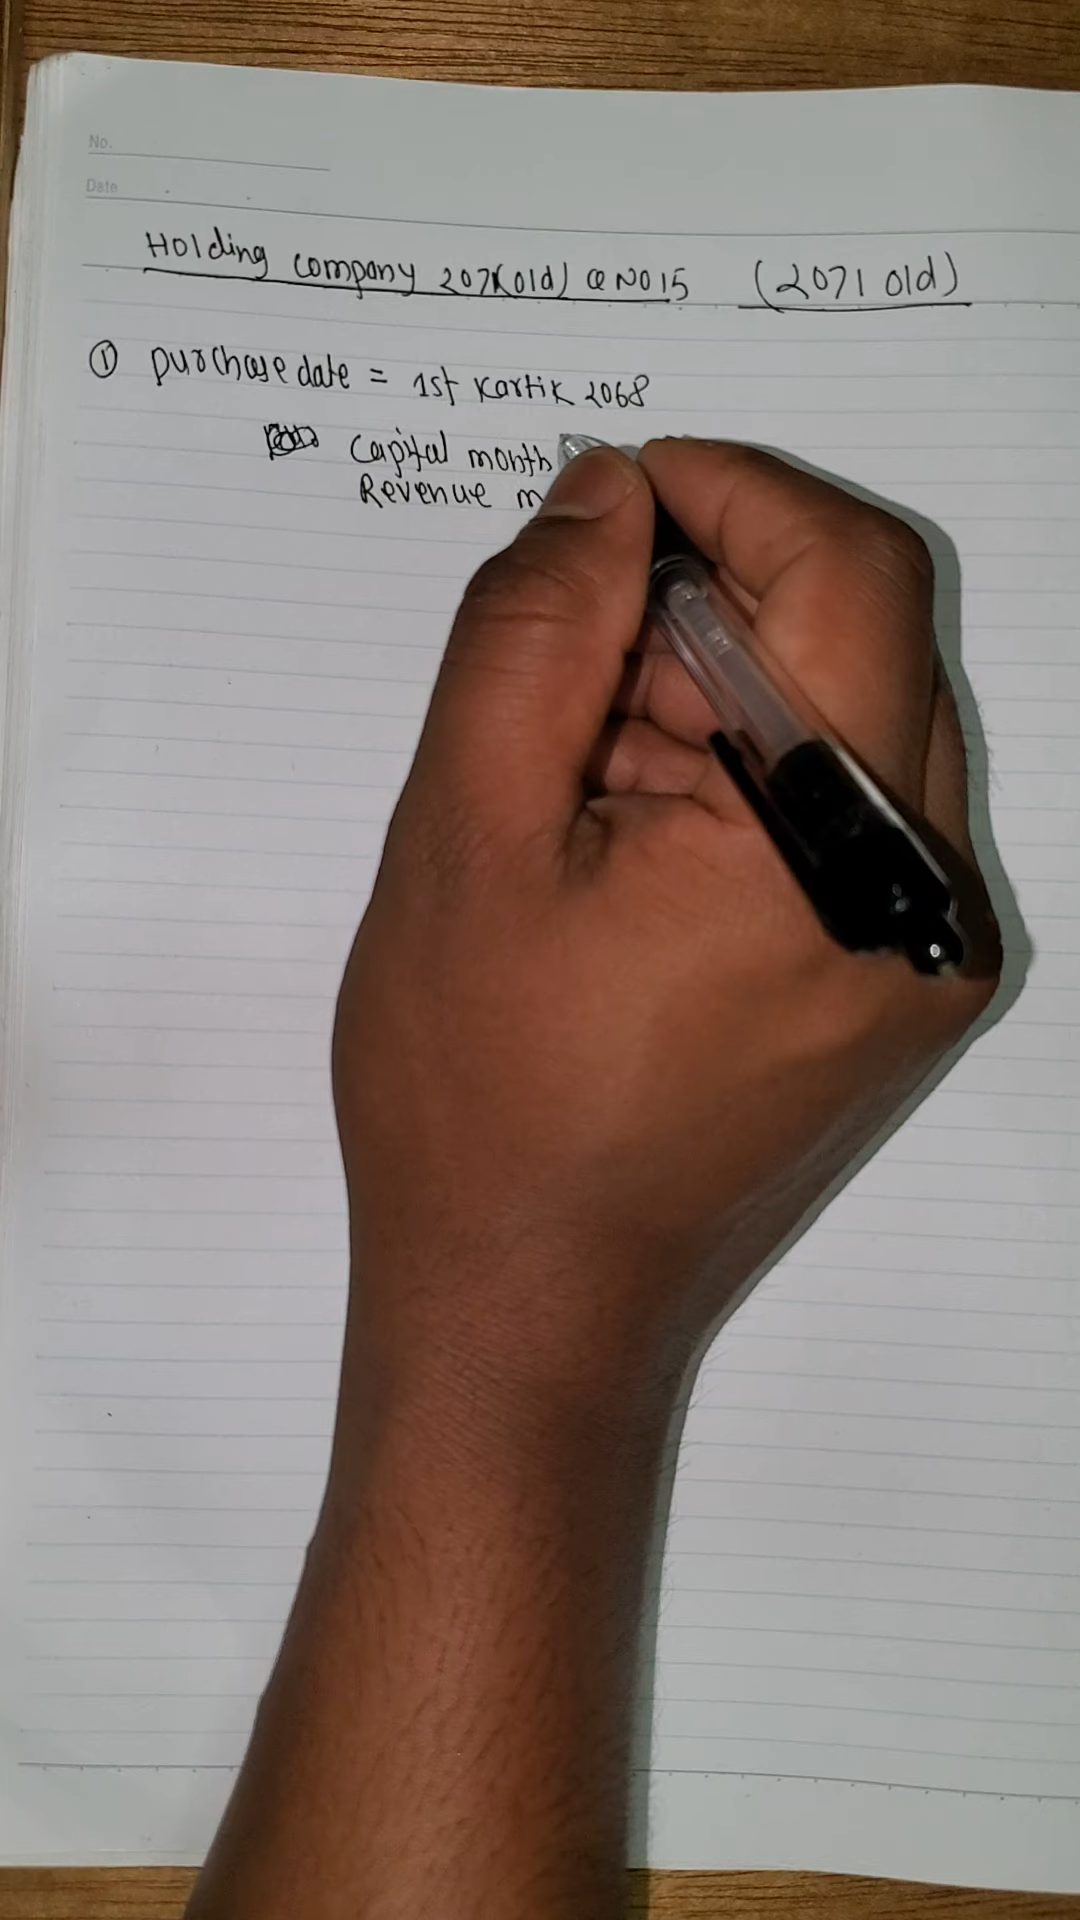 No.
Date
Holding company 2071(old) Q NO 15 (2071 old)
① purchase date = 1st Kartik 2068
Capital month
Revenue m